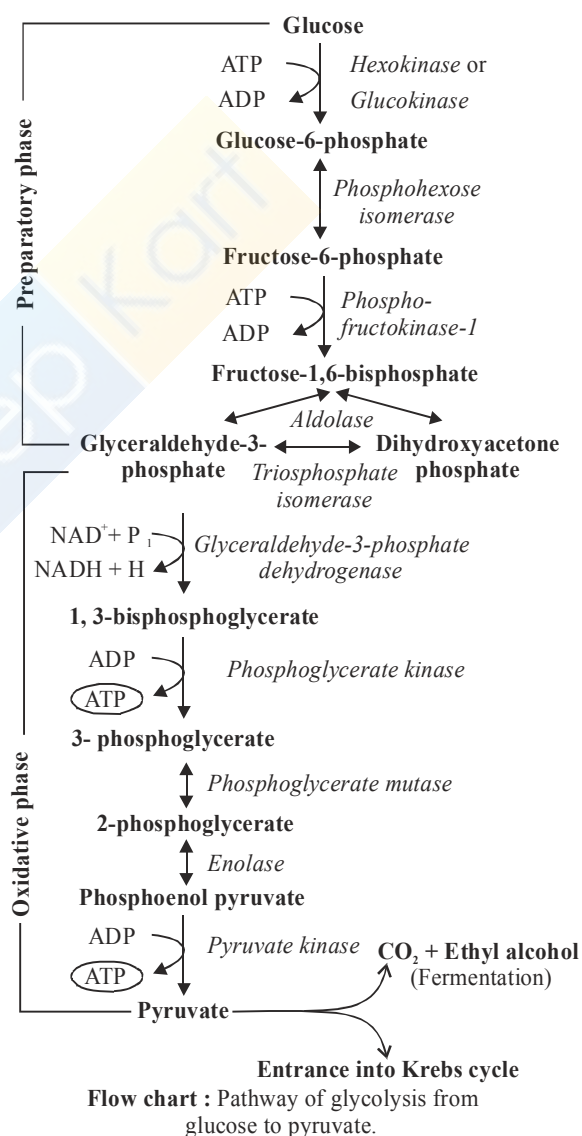 Glucose
ATP
Hexokinase or
ADP
Glucokinase
Glucose-6-phosphate
Phosphohexose
isomerase
Fructose-6-phosphate
ATP
Phospho-
ADP
fructokinase-1
Fructose-1,6-bisphosphate
Aldolase
Glyceraldehyde-3-
phosphate
Dihydroxyacetone
phosphate
Triosphosphate
isomerase
Preparatory phase
NAD⁺ + P₁
NADH + H
Glyceraldehyde-3-phosphate
dehydrogenase
1, 3-bisphosphoglycerate
ADP
Phosphoglycerate kinase
ATP
3- phosphoglycerate
Phosphoglycerate mutase
2-phosphoglycerate
Enolase
Phosphoenol pyruvate
ADP
Pyruvate kinase
ATP
Pyruvate
Oxidative phase
CO₂ + Ethyl alcohol
(Fermentation)
Entrance into Krebs cycle
Flow chart : Pathway of glycolysis from
glucose to pyruvate.
ep Kart